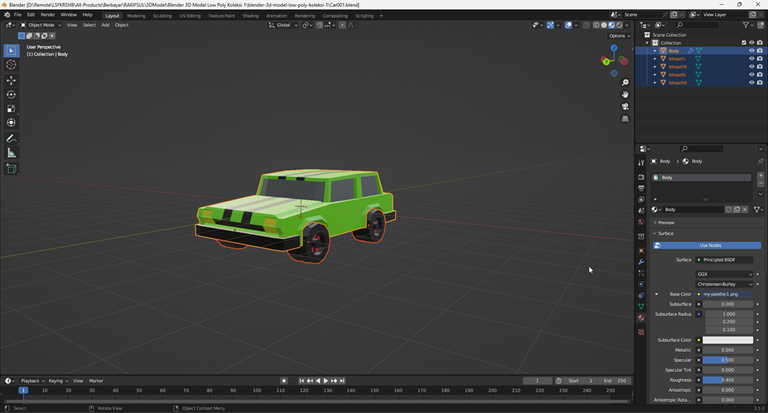 Blender [D:\Remote\LSFKRSHB\All-Products\Berbayar\RAKIFSUL\3DModel\Blender 3D Model Low Poly Koleksi 1\blender-3d-model-low-poly-koleksi-1\Car001.blend]
File Edit Render Window Help Layout Modeling Sculpting UV Editing Texture Paint Shading Animation Rendering Compositing Geometry Nodes Scripting + Scene View Layer
Object Mode View Select Add Object Global
Options
User Perspective
(1) Collection | Body
Scene Collection
Collection
Body
WheelFL
WheelFR
WheelRL
WheelRR
Body Body
Body
Body
Preview
Surface
Use Nodes
Surface Principled BSDF
GGX
Christensen-Burley
Base Color my-palette-1.png
Subsurface 0.000
Subsurface Radius 1.000
0.200
0.100
Subsurface Color
Metallic 0.000
Specular 0.500
Specular Tint 0.000
Roughness 0.400
Anisotropic 0.000
Anisotropic Rota... 0.000
Playback Keying View Marker 1 Start 1 End 250
1 10 20 30 40 50 60 70 80 90 100 110 120 130 140 150 160 170 180 190 200 210 220 230 240 250
Select Rotate View Object Context Menu 3.5.0